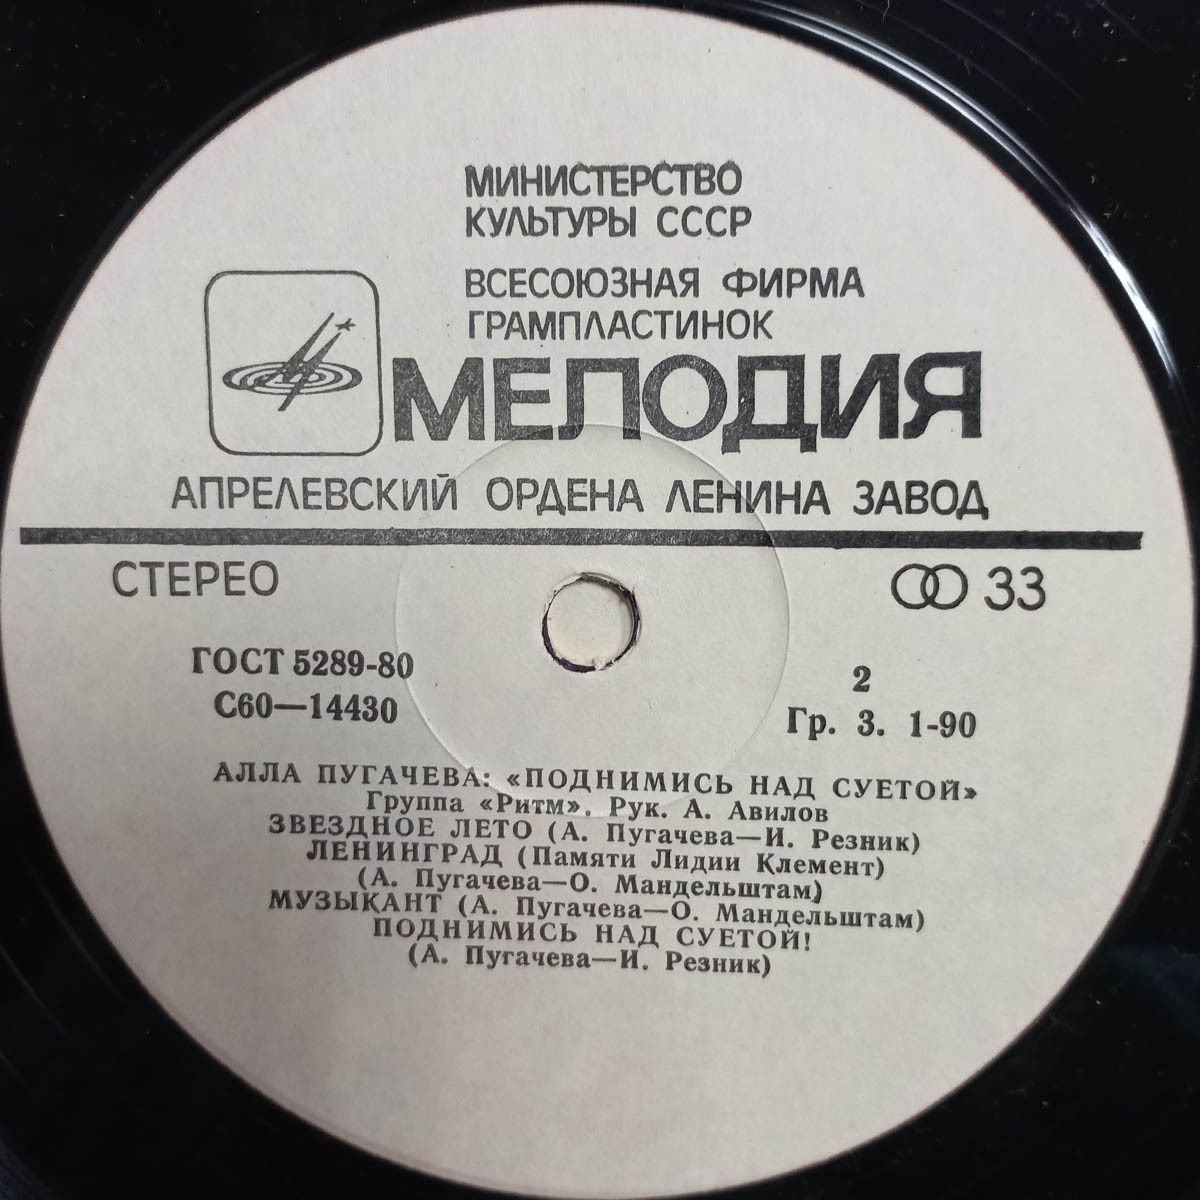 МИНИСТЕРСТВО
КУЛЬТУРЫ СССР
ВСЕСОЮЗНАЯ ФИРМА
ГРАМПЛАСТИНОК
МЕЛОДИЯ
АПРЕЛЕВСКИЙ ОРДЕНА ЛЕНИНА ЗАВОД
СТЕРЕО
33
ГОСТ 5289-80
С60—14430
2
Гр. 3. 1-90
АЛЛА ПУГАЧЕВА: «ПОДНИМИСЬ НАД СУЕТОЙ»
Группа «Ритм». Рук. А. Авилов
ЗВЕЗДНОЕ ЛЕТО (А. Пугачева—И. Резник)
ЛЕНИНГРАД (Памяти Лидии Клемент)
(А. Пугачева—О. Мандельштам)
МУЗЫКАНТ (А. Пугачева—О. Мандельштам)
ПОДНИМИСЬ НАД СУЕТОЙ!
(А. Пугачева—И. Резник)